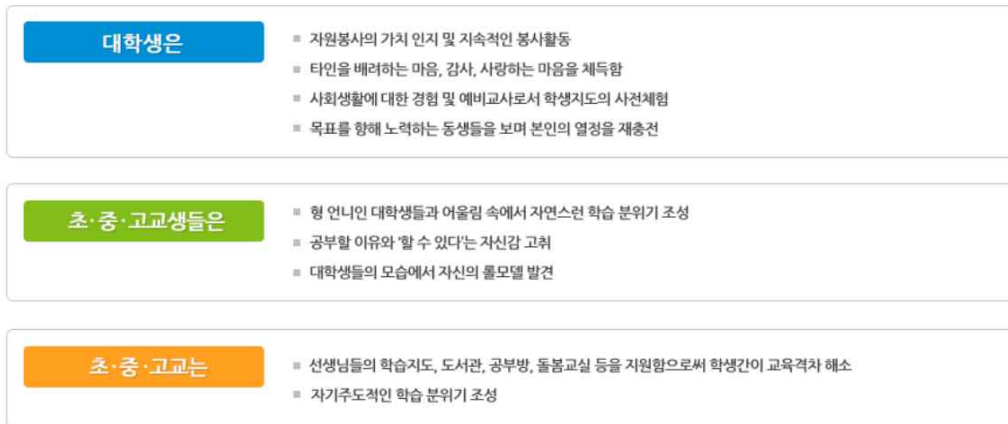 대학생은
자원봉사의 가치 인지 및 지속적인 봉사활동
타인을 배려하는 마음, 감사, 사랑하는 마음을 체득함
사회생활에 대한 경험 및 예비교사로서 학생지도의 사전체험
목표를 향해 노력하는 동생들을 보며 본인의 열정을 재충전
초·중·고교생들은
형 언니인 대학생들과 어울림 속에서 자연스런 학습 분위기 조성
공부할 이유와 '할 수 있다'는 자신감 고취
대학생들의 모습에서 자신의 롤모델 발견
초·중·고교는
선생님들의 학습지도, 도서관, 공부방, 돌봄교실 등을 지원함으로써 학생간이 교육격차 해소
자기주도적인 학습 분위기 조성